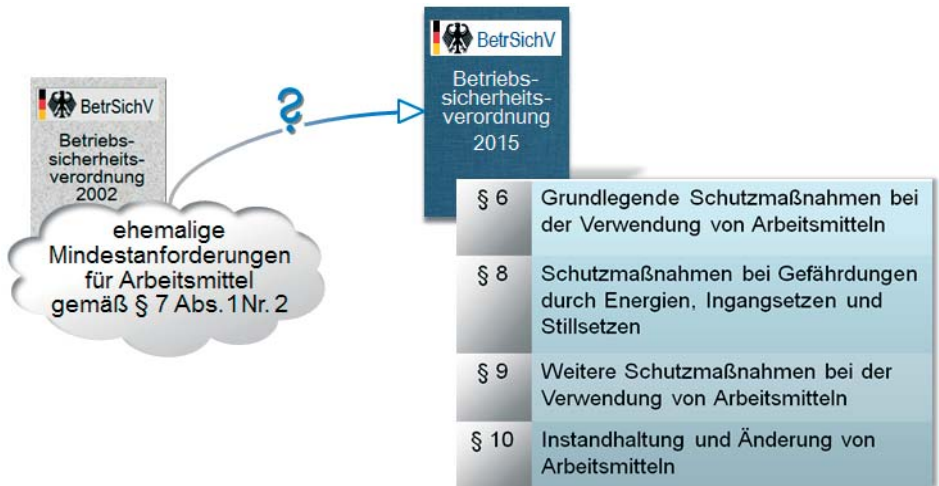 BetrSichV
Betriebs-
sicherheits-
verordnung
2002
ehemalige
Mindestanforderungen
für Arbeitsmittel
gemäß § 7 Abs. 1 Nr. 2
?
BetrSichV
Betriebs-
sicherheits-
verordnung
2015
§ 6 Grundlegende Schutzmaßnahmen bei
der Verwendung von Arbeitsmitteln
§ 8 Schutzmaßnahmen bei Gefährdungen
durch Energien, Ingangsetzen und
Stillsetzen
§ 9 Weitere Schutzmaßnahmen bei der
Verwendung von Arbeitsmitteln
§ 10 Instandhaltung und Änderung von
Arbeitsmitteln